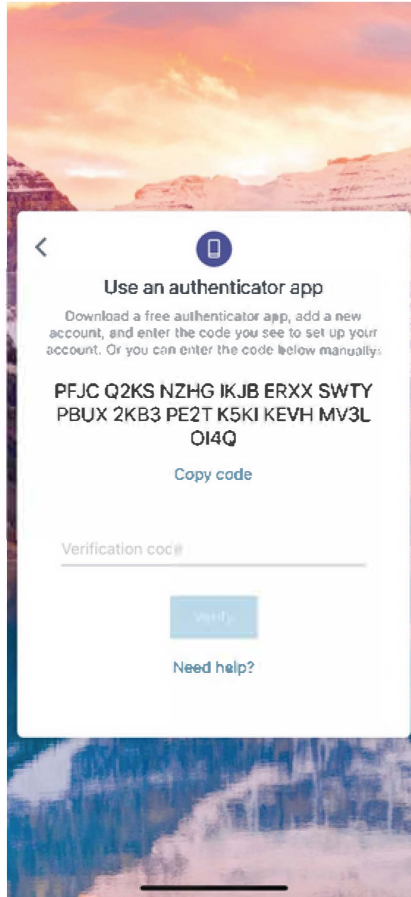 Use an authenticator app
Download a free authenticator app, add a new
account, and enter the code you see to set up your
account. Or you can enter the code below manually:
PFJC Q2KS NZHG IKJB ERXX SWTY
PBUX 2KB3 PE2T K5KI KEVH MV3L
OI4Q
Copy code
Verification code
Verify
Need help?